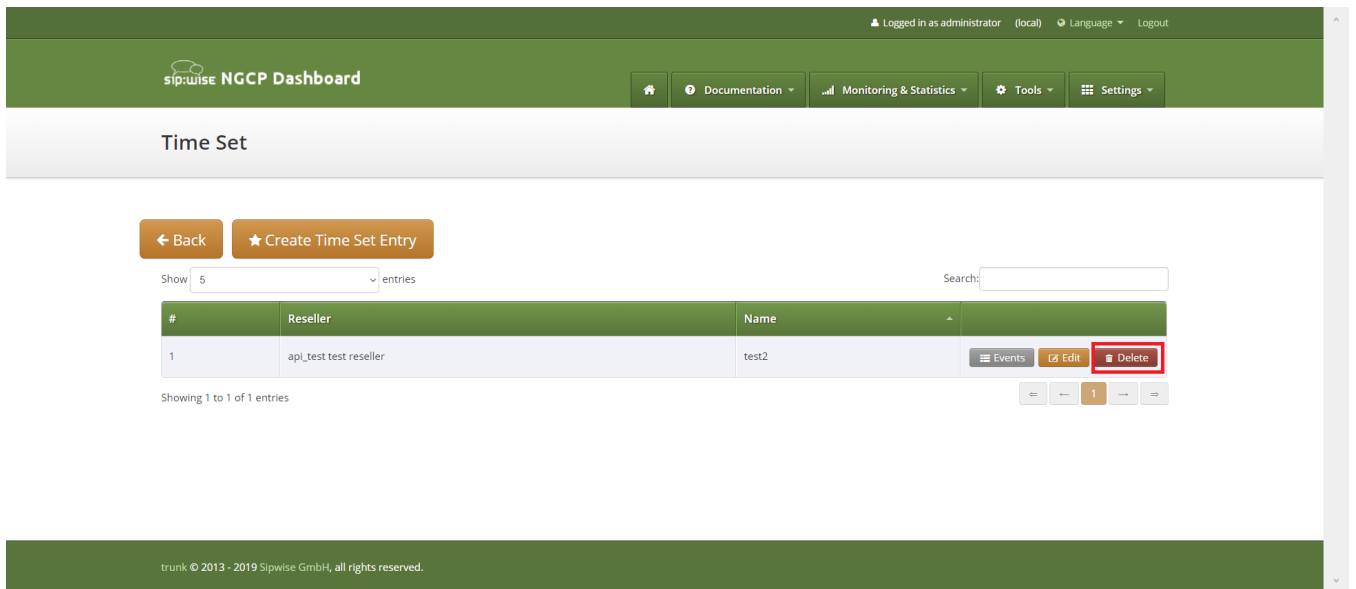 Logged in as administrator (local) Language Logout
sip:wise NGCP Dashboard
Documentation Monitoring & Statistics Tools Settings
Time Set
Back Create Time Set Entry
Show 5 entries Search:
# Reseller Name
1 api_test test reseller test2 Events Edit Delete
Showing 1 to 1 of 1 entries ⇐ ← 1 → ⇒
trunk © 2013 - 2019 Sipwise GmbH, all rights reserved.